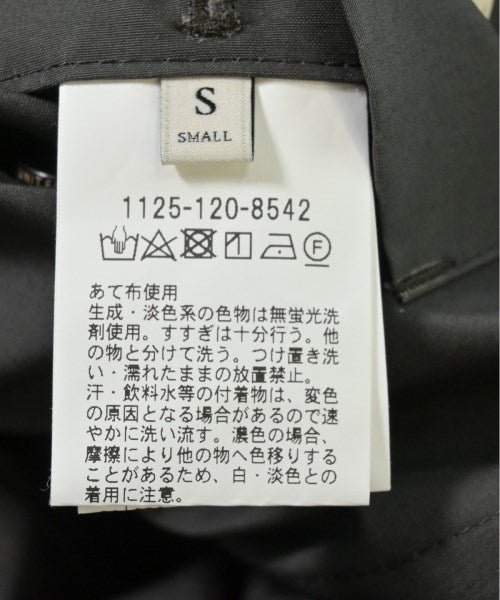 S
SMALL
1125-120-8542
F
あて布使用
生成・淡色系の色物は無蛍光洗
剤使用。すすぎは十分行う。他
の物と分けて洗う。つけ置き洗
い・濡れたままの放置禁止。
汗・飲料水等の付着物は、変色
の原因となる場合があるので速
やかに洗い流す。濃色の場合、
摩擦により他の物へ色移りする
ことがあるため、白・淡色との
着用に注意。